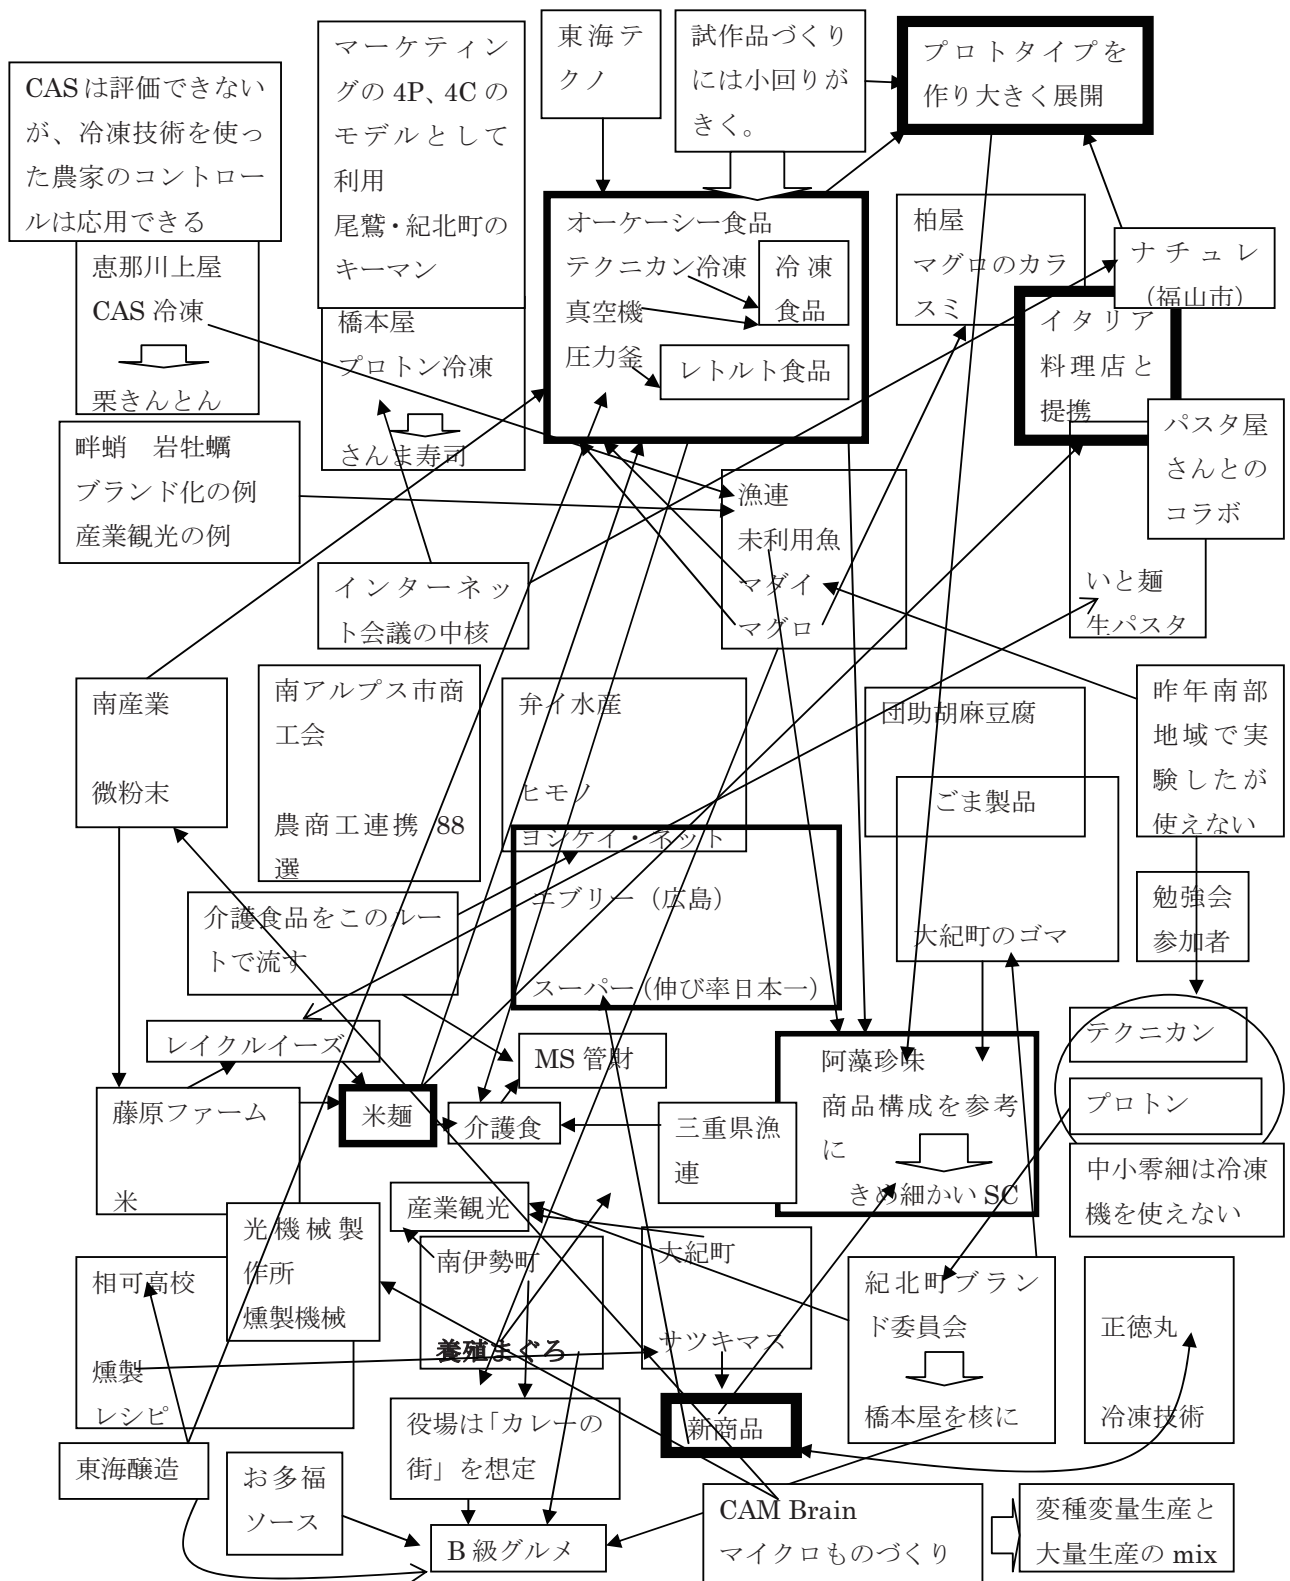 CASは評価できない
が、冷凍技術を使っ
た農家のコントロー
ルは応用できる
マーケティン
グの 4P、4C の
モデルとして
利用
尾鷲・紀北町の
キーマン
東海テ
クノ
試作品づくり
には小回りが
きく。
プロトタイプを
作り大きく展開
恵那川上屋
CAS 冷凍
栗きんとん
橋本屋
プロトン冷凍
さんま寿司
オーケーシー食品
テクニカン冷凍
真空機
圧力釜
冷凍
食品
レトルト食品
柏屋
マグロのカラ
スミ
ナチュレ
（福山市）
イタリア
料理店と
提携
パスタ屋
さんとの
コラボ
いと麺
生パスタ
畔蛸　岩牡蠣
ブランド化の例
産業観光の例
インターネッ
ト会議の中核
漁連
未利用魚
マダイ
マグロ
南産業
微粉末
南アルプス市商
工会
農商工連携 88
選
弁イ水産
ヒモノ
ヨシケイ・ネット
エブリー（広島）
スーパー（伸び率日本一）
団助胡麻豆腐
ごま製品
大紀町のゴマ
昨年南部
地域で実
験したが
使えない
勉強会
参加者
介護食品をこのルー
トで流す
レイクルイーズ
藤原ファーム
米
米麺
介護食
MS 管財
三重県漁
連
阿藻珍味
商品構成を参考
に
きめ細かい SC
テクニカン
プロトン
中小零細は冷凍
機を使えない
光機械製
作所
燻製機械
相可高校
燻製
レシピ
産業観光
南伊勢町
養殖まぐろ
大紀町
サツキマス
紀北町ブラン
ド委員会
橋本屋を核に
正徳丸
冷凍技術
東海醸造
お多福
ソース
役場は「カレーの
街」を想定
B 級グルメ
新商品
CAM Brain
マイクロものづくり
変種変量生産と
大量生産の mix